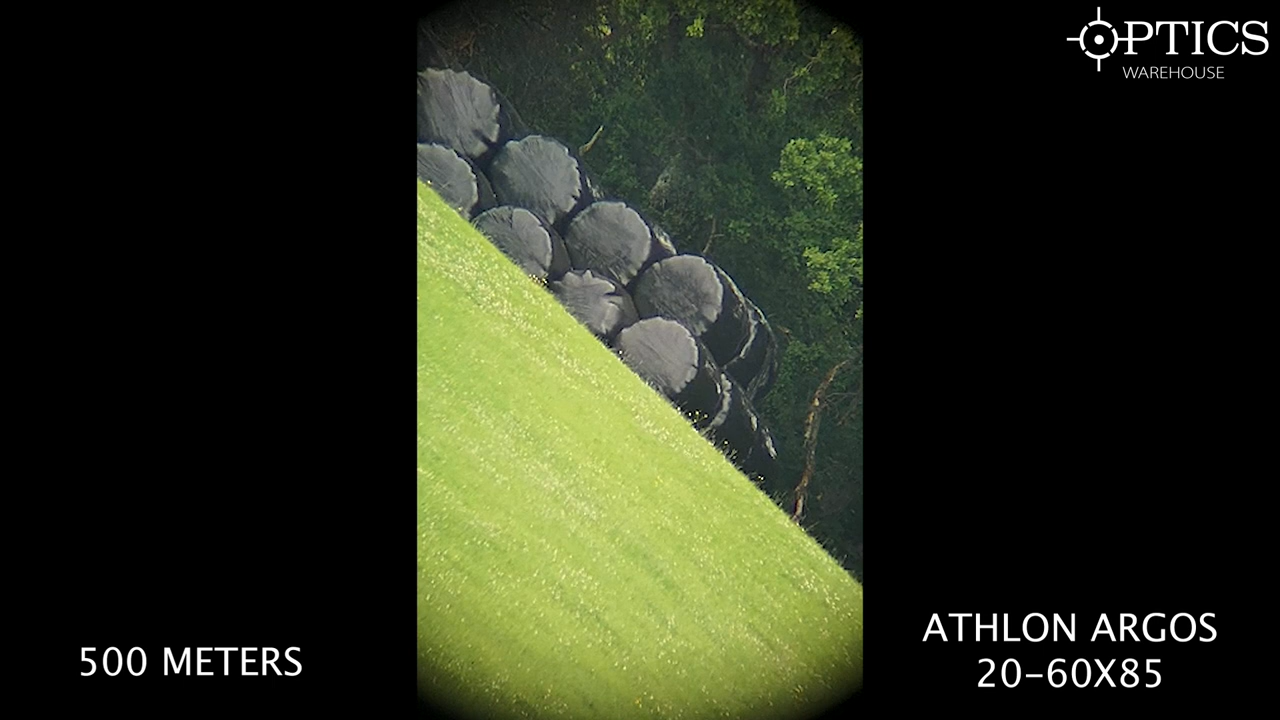 OPTICS
WAREHOUSE
500 METERS
ATHLON ARGOS
20-60X85